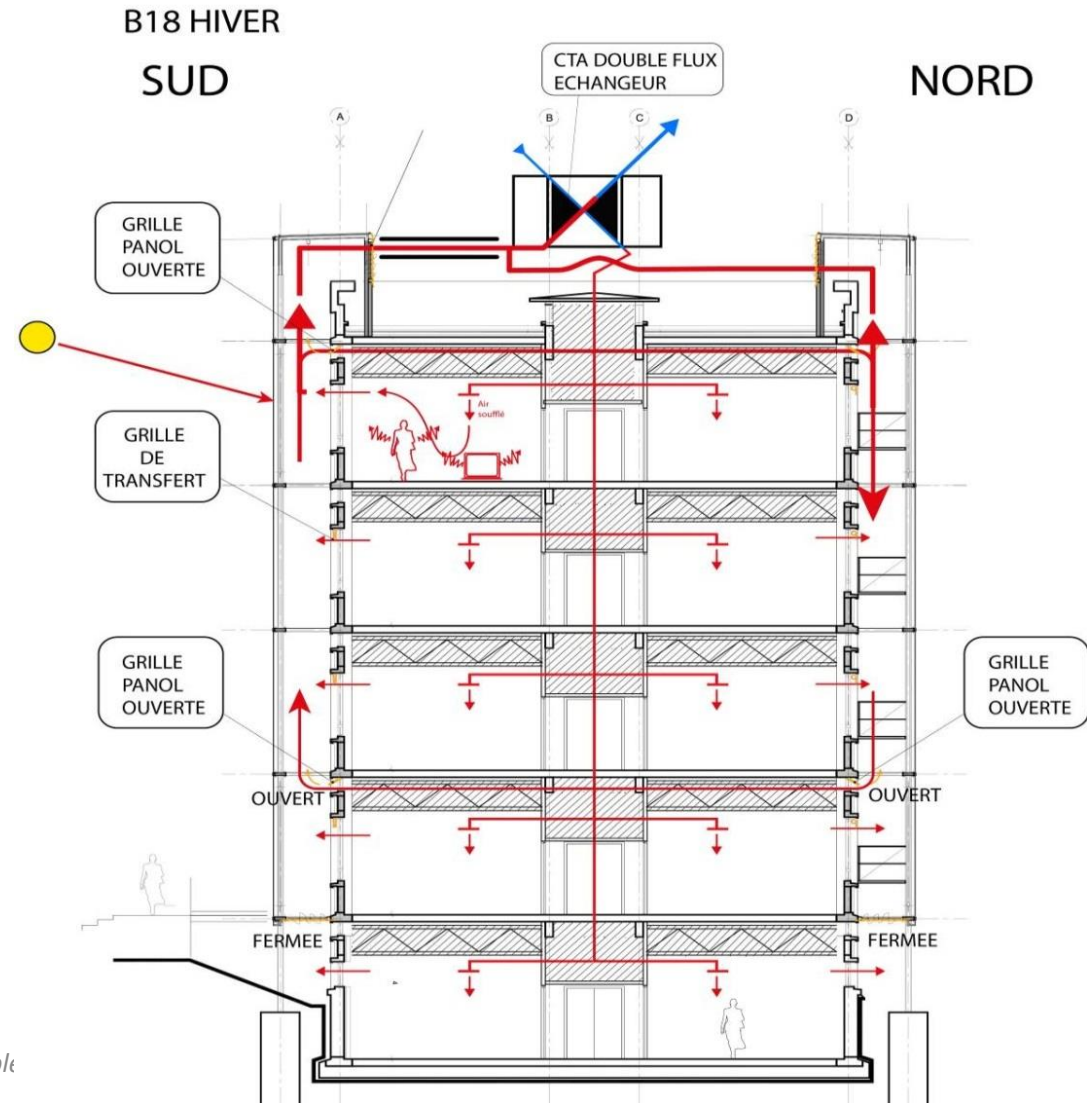 B18 HIVER
SUD
CTA DOUBLE FLUX
ECHANGEUR
NORD
A
B
C
D
GRILLE
PANOL
OUVERTE
Air
soufflé
GRILLE
DE
TRANSFERT
GRILLE
PANOL
OUVERTE
GRILLE
PANOL
OUVERTE
OUVERT
OUVERT
FERMEE
FERMEE